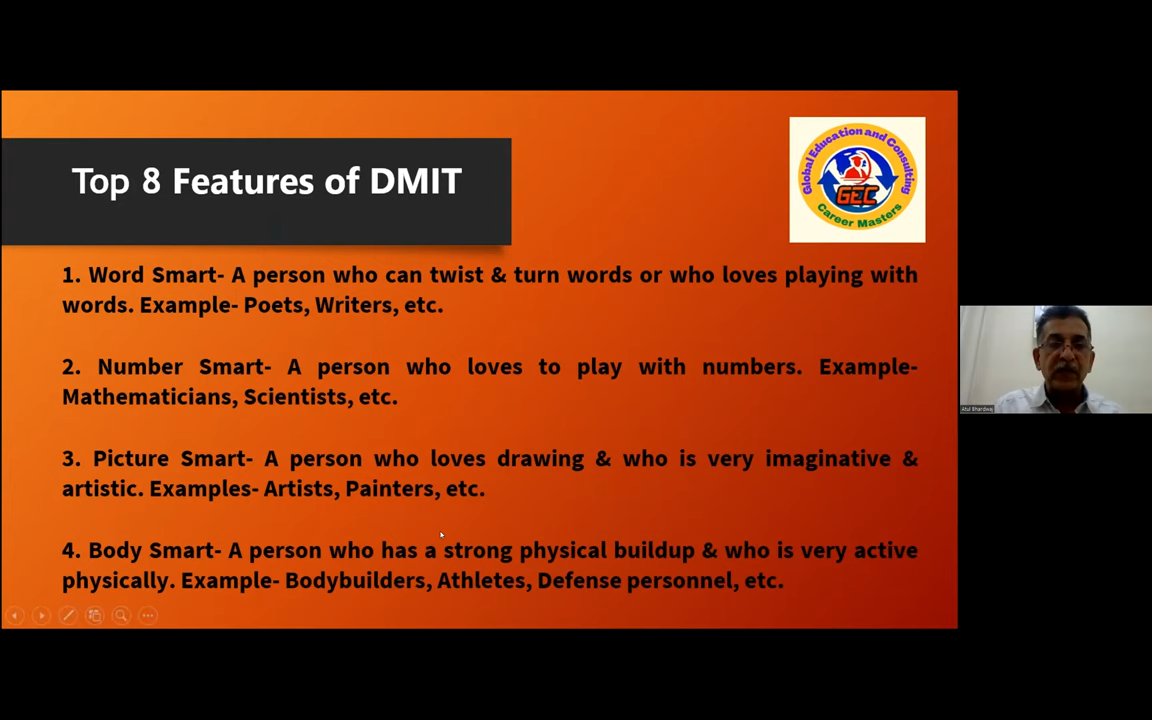 Top 8 Features of DMIT
Global Education and Consulting
GEC
Career Masters
1. Word Smart- A person who can twist & turn words or who loves playing with
words. Example- Poets, Writers, etc.
2. Number Smart- A person who loves to play with numbers. Example-
Mathematicians, Scientists, etc.
3. Picture Smart- A person who loves drawing & who is very imaginative &
artistic. Examples- Artists, Painters, etc.
4. Body Smart- A person who has a strong physical buildup & who is very active
physically. Example- Bodybuilders, Athletes, Defense personnel, etc.
Atul Bhardwaj